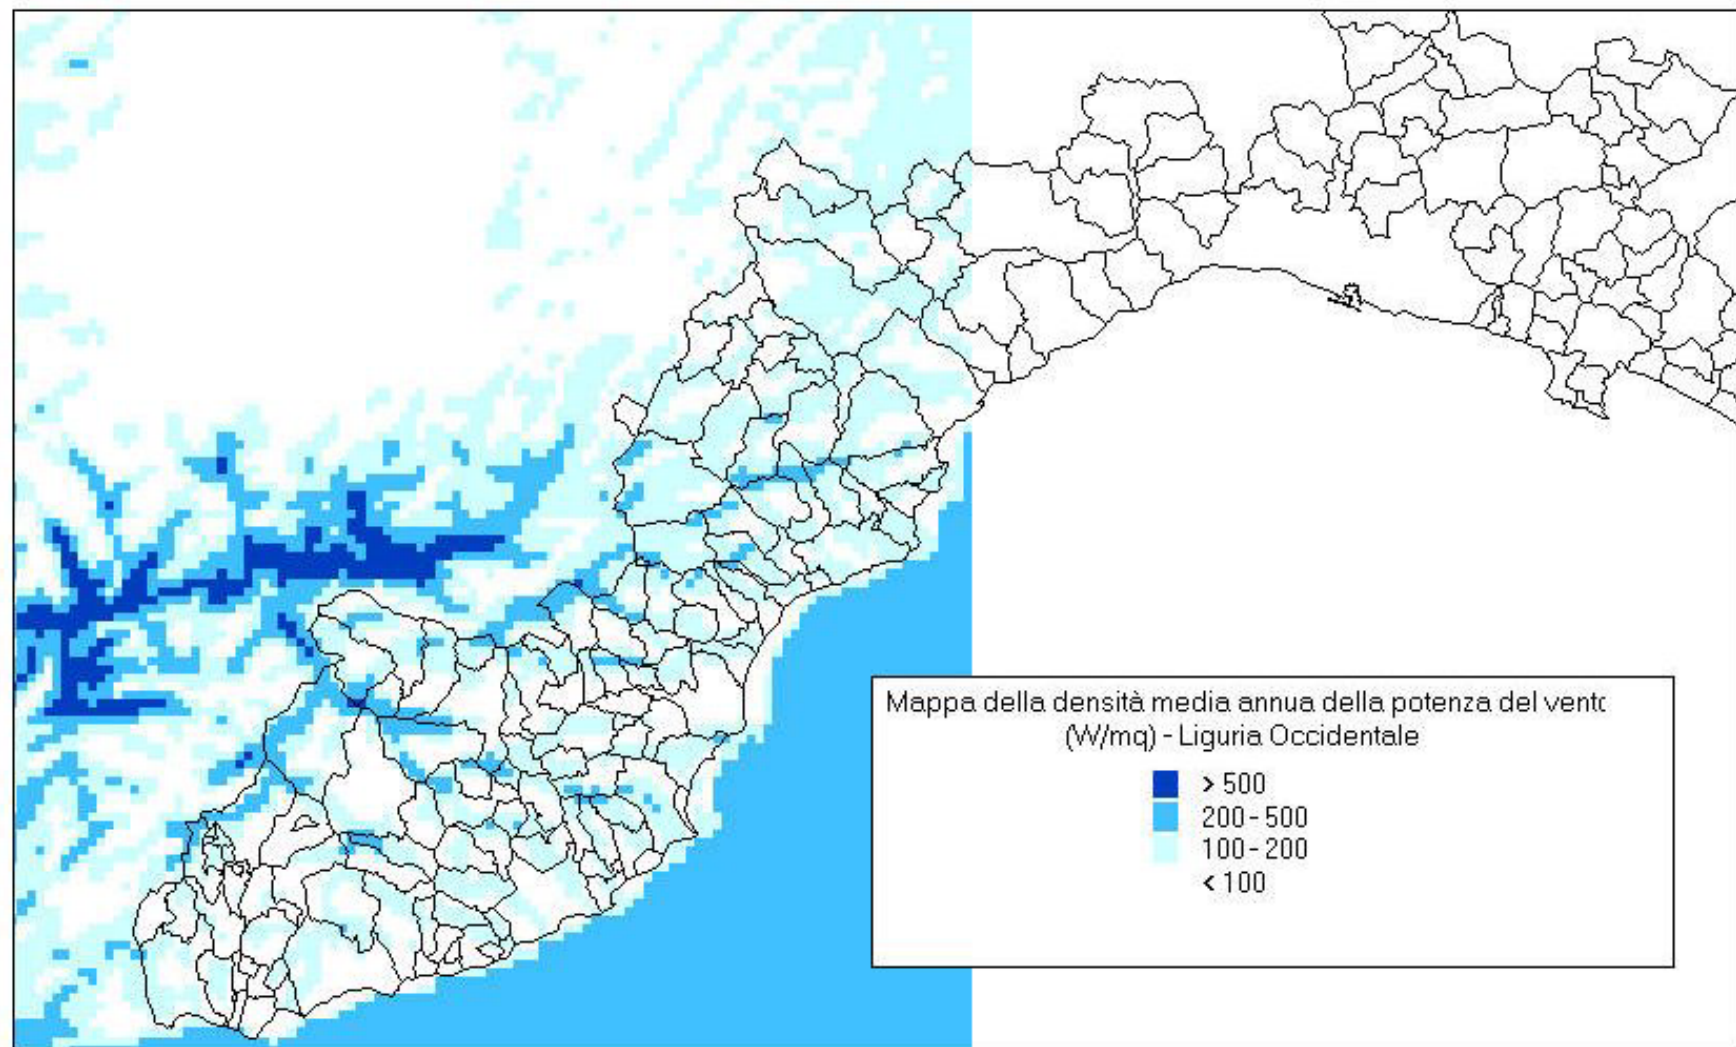 Mappa della densità media annua della potenza del vento
(W/mq) - Liguria Occidentale
> 500
200 - 500
100 - 200
< 100